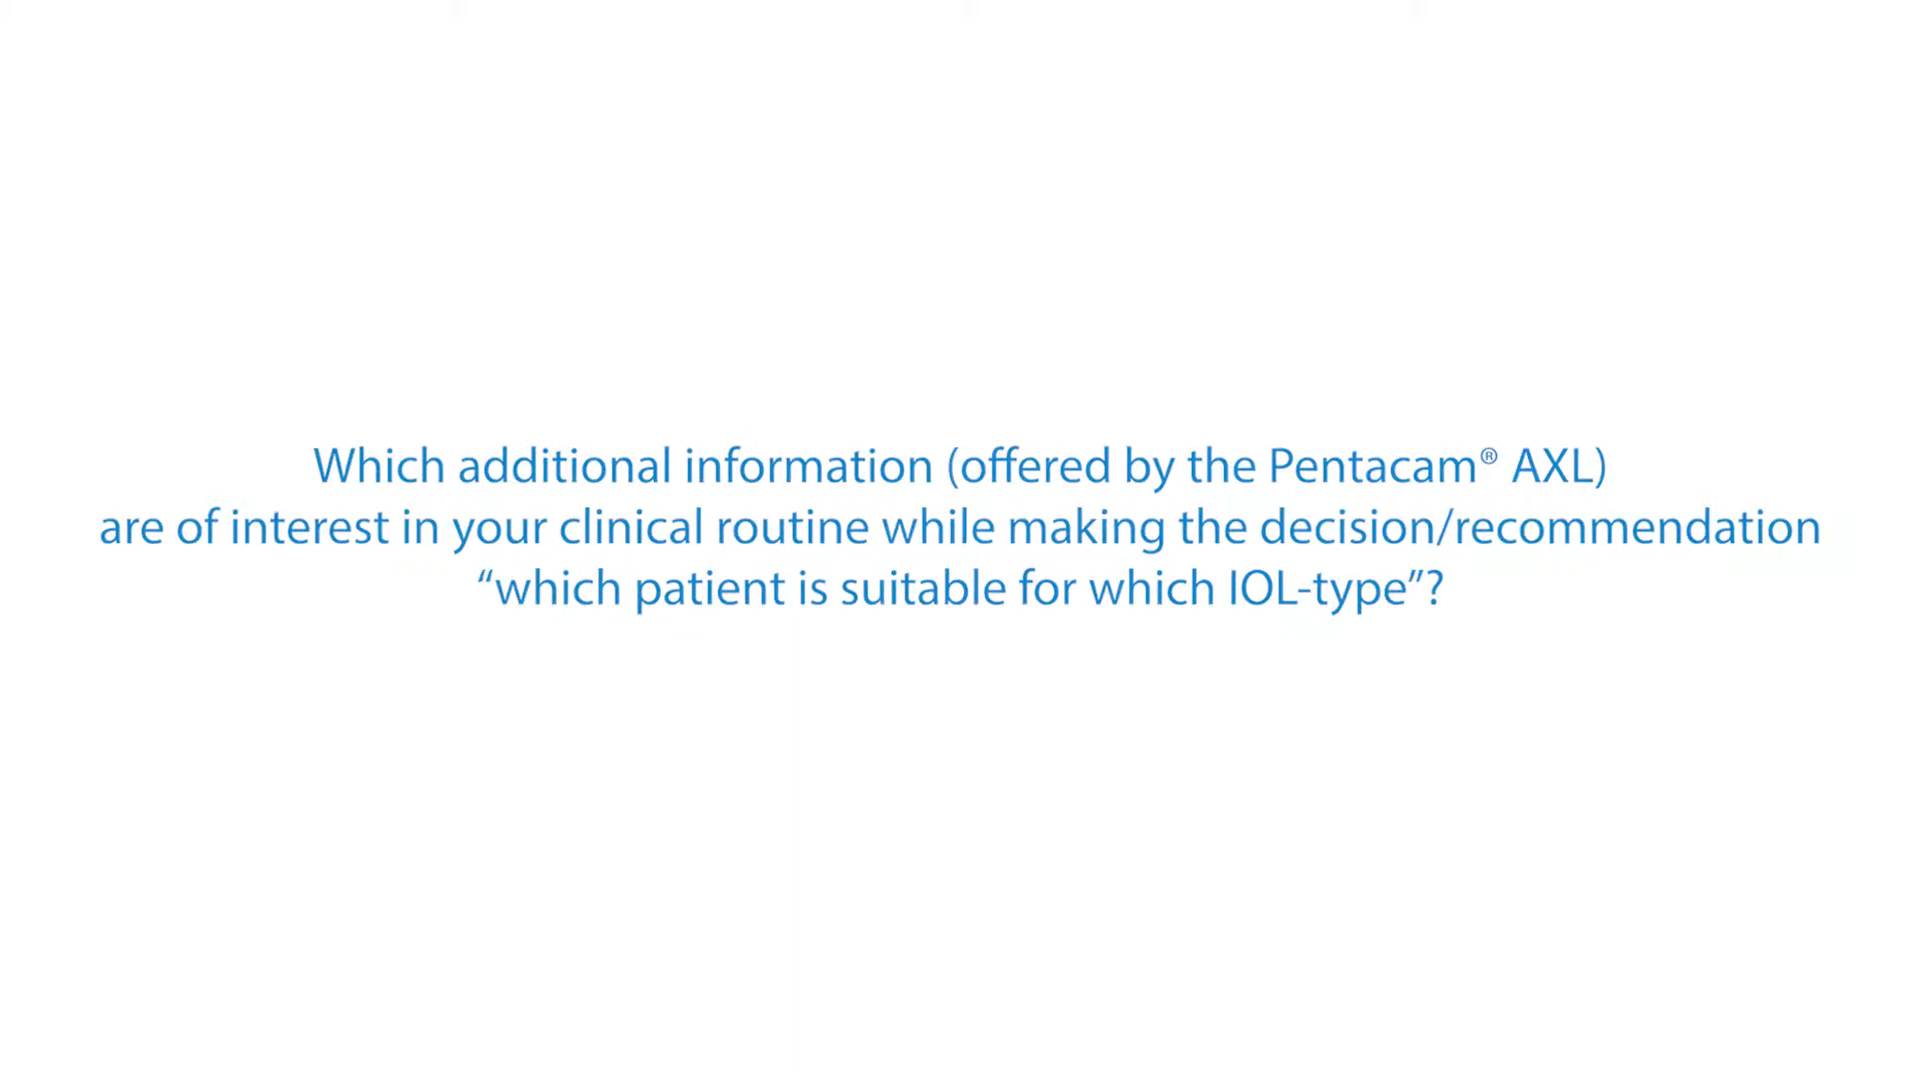 Which additional information (offered by the Pentacam® AXL)
are of interest in your clinical routine while making the decision/recommendation
“which patient is suitable for which IOL-type”?